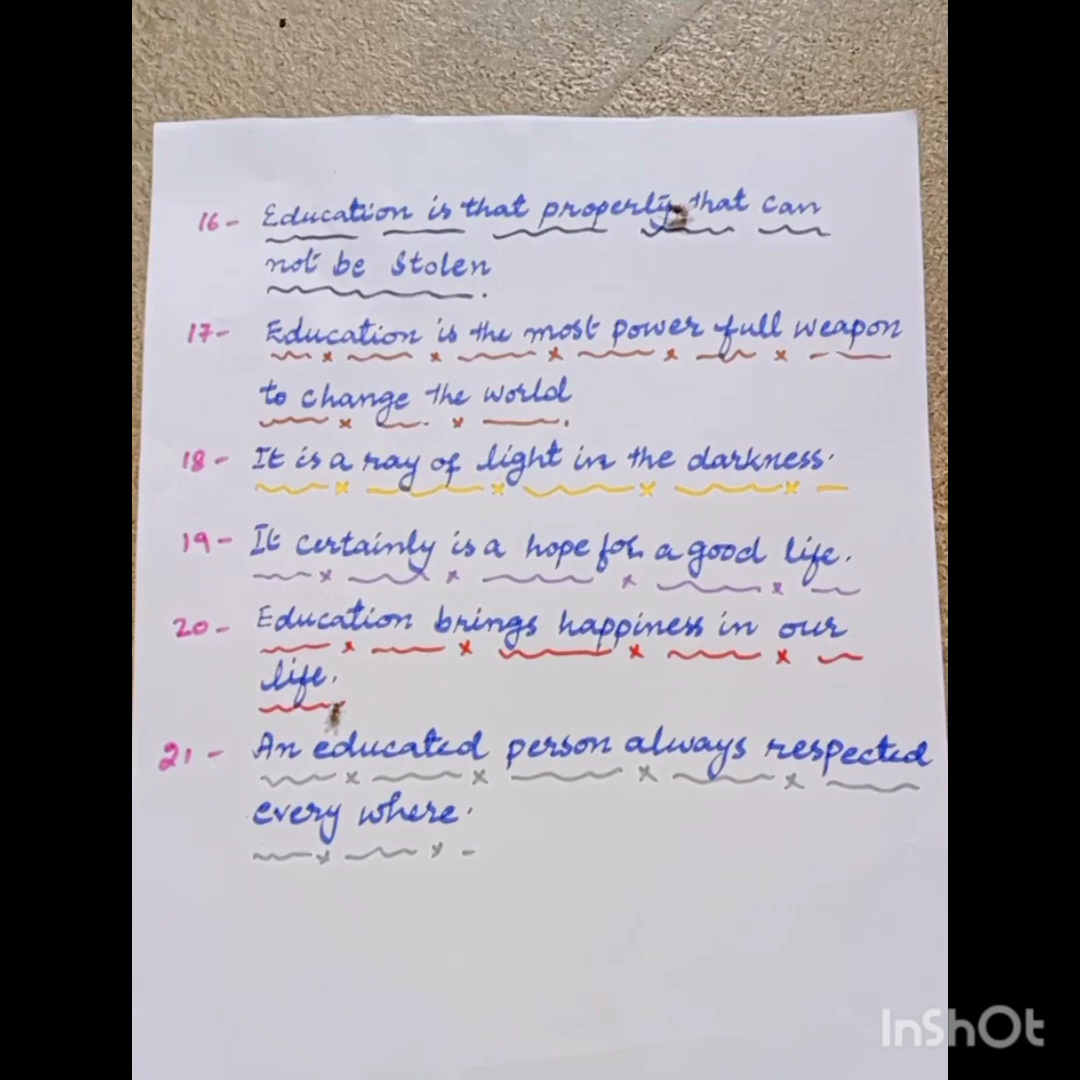 16- Education is that property that can
not be stolen.
17- Education is the most power full weapon
to change the world.
18- It is a ray of light in the darkness.
19- It certainly is a hope for a good life.
20- Education brings happiness in our
life.
21- An educated person always respected
every where.
InShOt